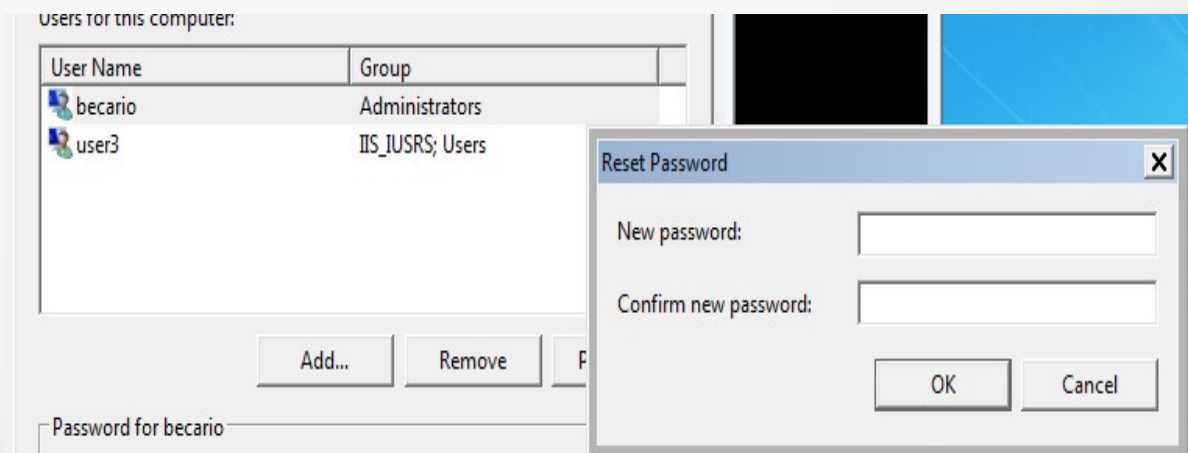 Users for this computer:
User Name Group
becario Administrators
user3 IIS_IUSRS; Users
Add... Remove
Password for becario
Reset Password
New password:
Confirm new password:
OK Cancel